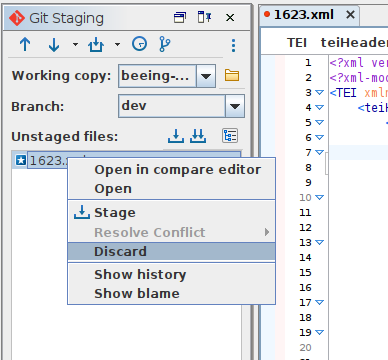 Git Staging
Working copy: beeing-...
Branch: dev
Unstaged files:
1623.
Open in compare editor
Open
Stage
Resolve Conflict
Discard
Show history
Show blame
1623.xml
TEI teiHeader
1 <?xml ver
2 <?xml-mo
3 <TEI xmln
4 <teiH
5 <
6
7
8
9
10
11
12
13
14
15
16
17
18
19
20